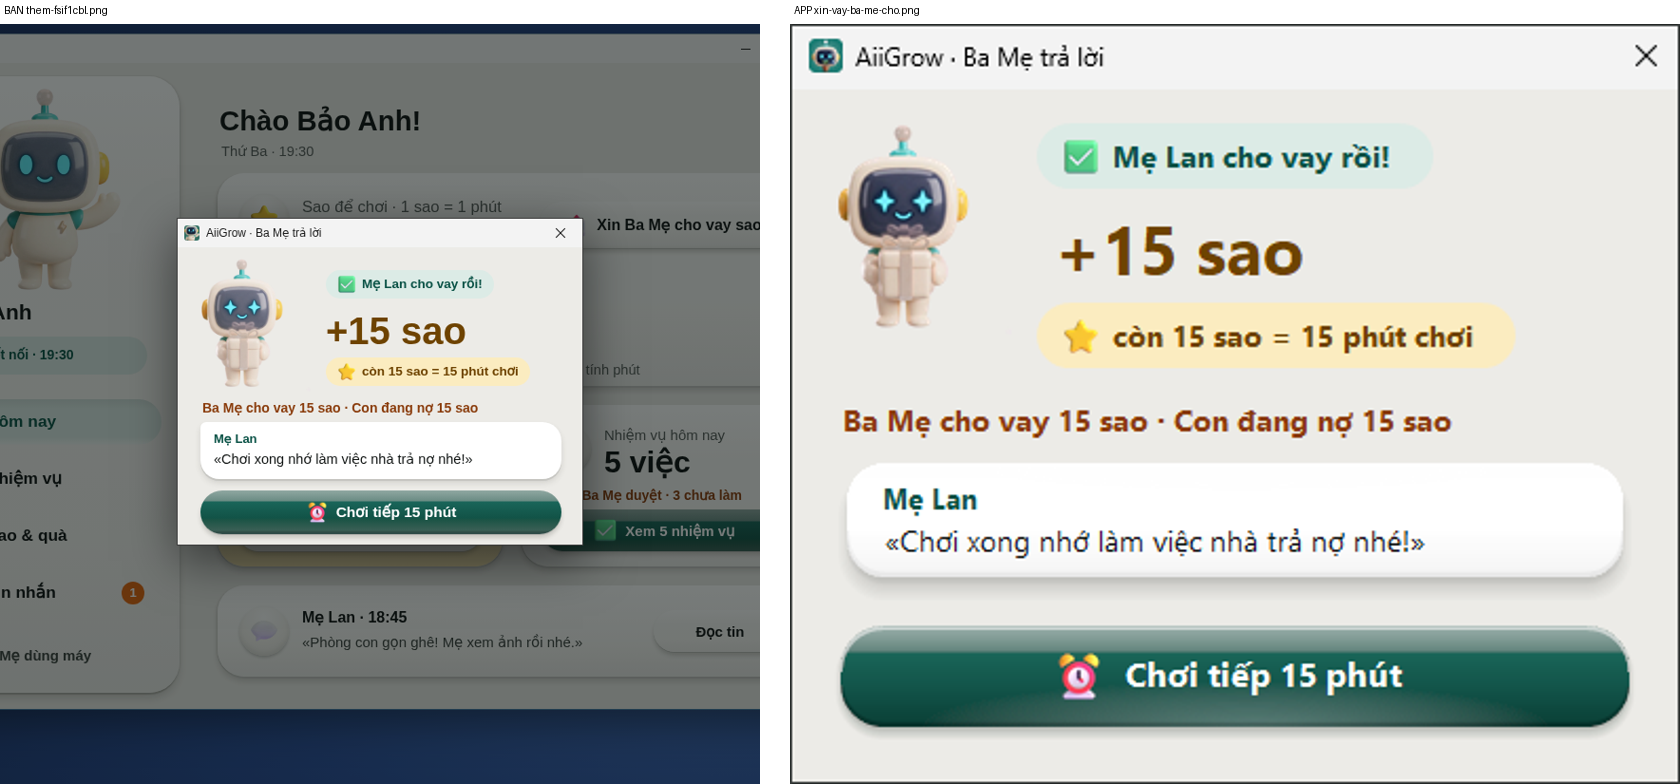 BAN them-fsif1cbl.png
Chào Bảo Anh!
Thứ Ba · 19:30
Sao để chơi · 1 sao = 1 phút
Xin Ba Mẹ cho vay sao
Anh
t nối · 19:30
ôm nay
hiệm vụ
ao & quà
n nhắn
1
Mẹ dùng máy
AiiGrow · Ba Mẹ trả lời
Mẹ Lan cho vay rồi!
+15 sao
còn 15 sao = 15 phút chơi
Ba Mẹ cho vay 15 sao · Con đang nợ 15 sao
Mẹ Lan
«Chơi xong nhớ làm việc nhà trả nợ nhé!»
Chơi tiếp 15 phút
tính phút
Nhiệm vụ hôm nay
5 việc
Ba Mẹ duyệt · 3 chưa làm
Xem 5 nhiệm vụ
Mẹ Lan · 18:45
«Phòng con gọn ghê! Mẹ xem ảnh rồi nhé.»
Đọc tin
APP xin-vay-ba-me-cho.png
AiiGrow · Ba Mẹ trả lời
Mẹ Lan cho vay rồi!
+15 sao
còn 15 sao = 15 phút chơi
Ba Mẹ cho vay 15 sao · Con đang nợ 15 sao
Mẹ Lan
«Chơi xong nhớ làm việc nhà trả nợ nhé!»
Chơi tiếp 15 phút